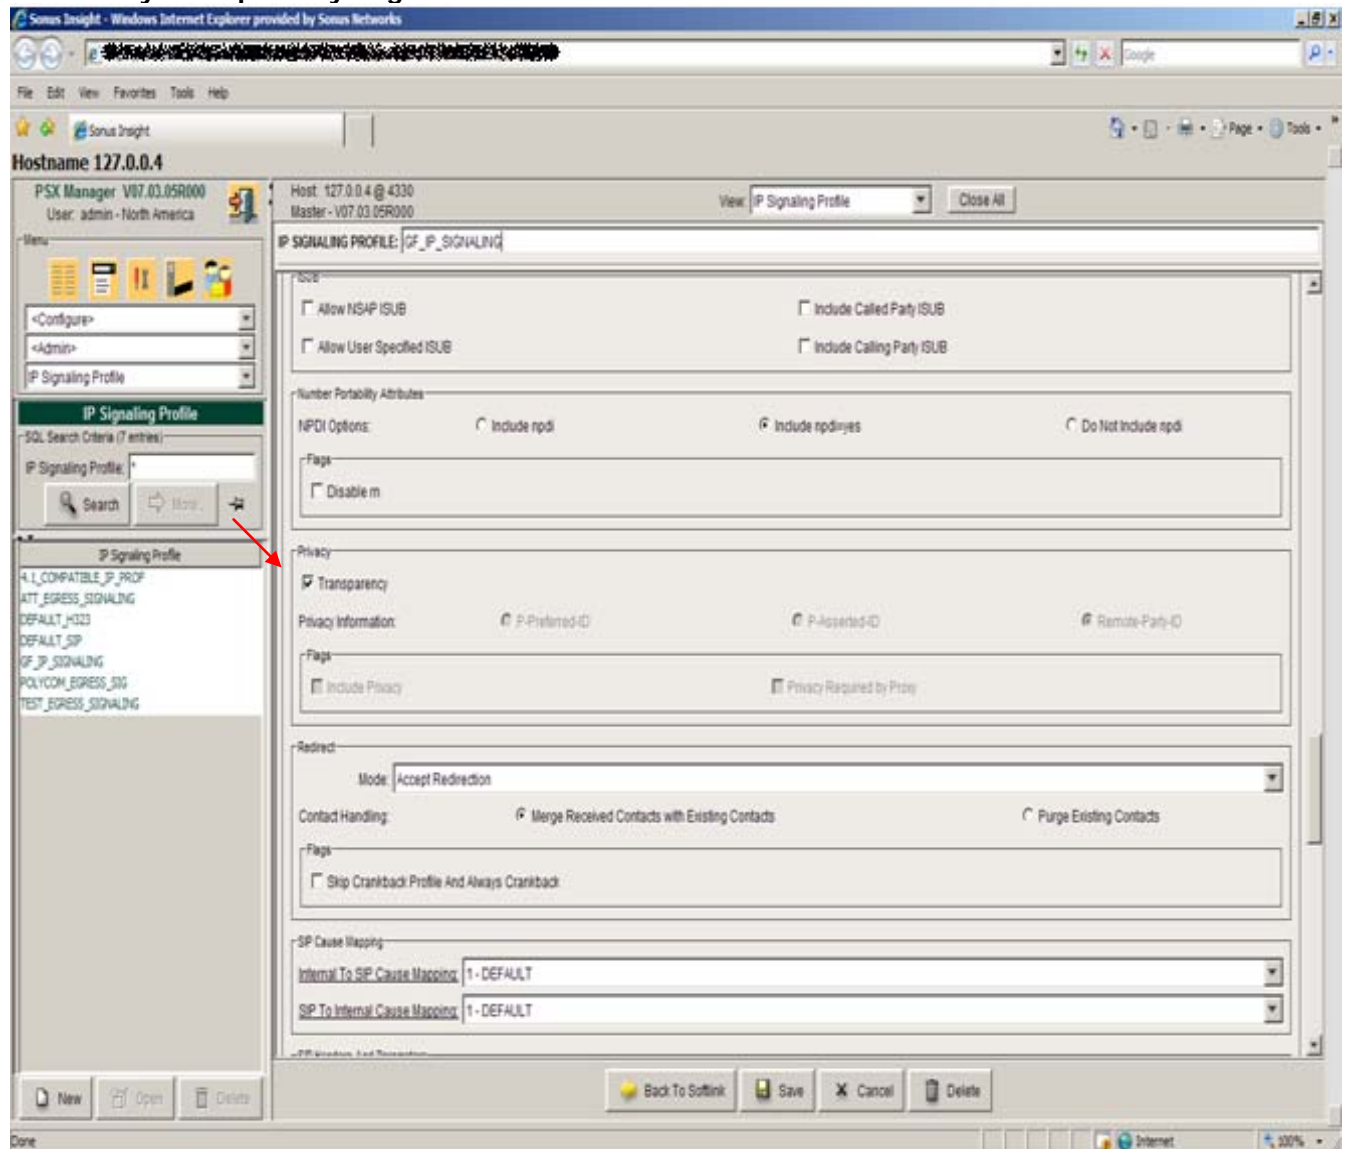 Sonus Insight - Windows Internet Explorer provided by Sonus Networks
Google
File Edit View Favorites Tools Help
Sonus Insight
Page Tools
Hostname 127.0.0.4
PSX Manager V07.03.05R000
User: admin - North America
Host: 127.0.0.4 @ 4330
Master - V07.03.05R000
View: IP Signaling Profile
Close All
Menu
<Configure>
<Admin>
IP Signaling Profile
IP Signaling Profile
SQL Search Criteria (7 entries)
IP Signaling Profile: *
Search More..
IP Signaling Profile
4.1_COMPATIBLE_IP_PROF
ATT_EGRESS_SIGNALING
DEFAULT_H323
DEFAULT_SIP
GF_IP_SIGNALING
POLYCOM_EGRESS_SIG
TEST_EGRESS_SIGNALING
New Open Delete
IP SIGNALING PROFILE: GF_IP_SIGNALING
ISUB
Allow NSAP ISUB Include Called Party ISUB
Allow User Specified ISUB Include Calling Party ISUB
Number Portability Attributes
NPDI Options: Include npdi Include npdi=yes Do Not Include npdi
Flags
Disable rn
Privacy
Transparency
Privacy Information: P-Preferred-ID P-Asserted-ID Remote-Party-ID
Flags
Include Privacy Privacy Required by Proxy
Redirect
Mode: Accept Redirection
Contact Handling: Merge Received Contacts with Existing Contacts Purge Existing Contacts
Flags
Skip Crankback Profile And Always Crankback
SIP Cause Mapping
Internal To SIP Cause Mapping: 1 - DEFAULT
SIP To Internal Cause Mapping: 1 - DEFAULT
SIP Headers And Parameters
Back To Softlink Save Cancel Delete
Done
Internet
100%